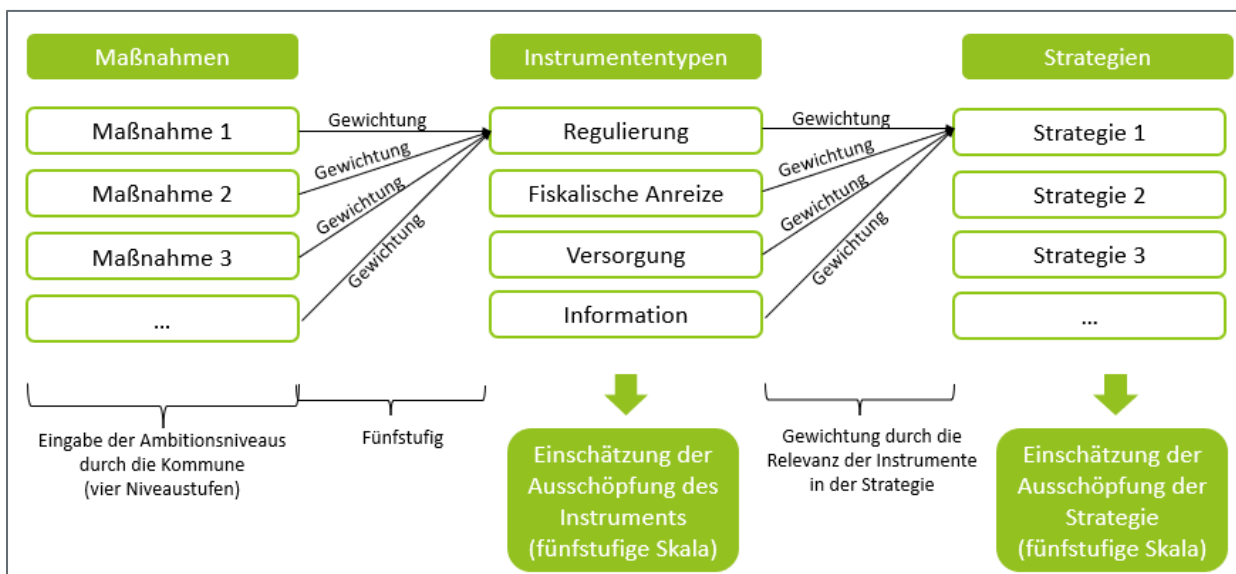 Maßnahmen
Instrumententypen
Strategien
Maßnahme 1
Gewichtung
Regulierung
Gewichtung
Strategie 1
Maßnahme 2
Gewichtung
Fiskalische Anreize
Gewichtung
Strategie 2
Maßnahme 3
Gewichtung
Versorgung
Gewichtung
Strategie 3
...
Gewichtung
Information
Gewichtung
...
Eingabe der Ambitionsniveaus
durch die Kommune
(vier Niveaustufen)
Fünfstufig
Einschätzung der
Ausschöpfung des
Instruments
(fünfstufige Skala)
Gewichtung durch die
Relevanz der Instrumente
in der Strategie
Einschätzung der
Ausschöpfung der
Strategie
(fünfstufige Skala)